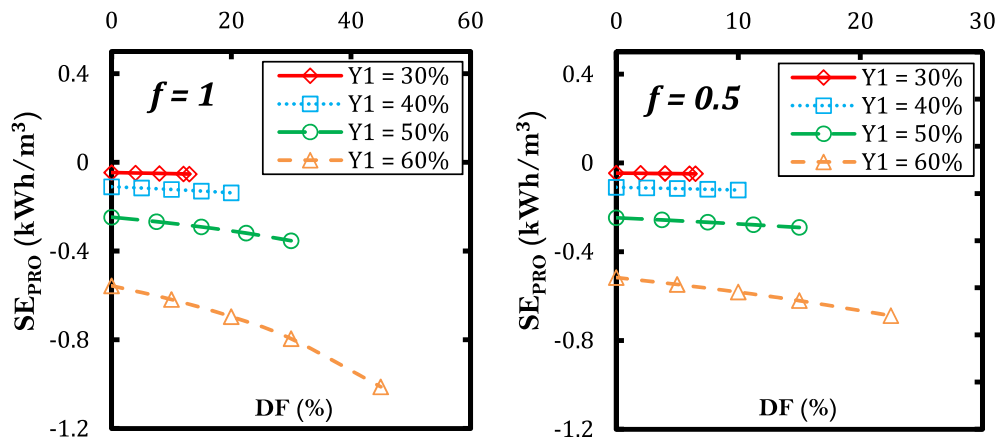 0 20 40 60
0.4
0
-0.4
-0.8
-1.2
SE_PRO (kWh/m³)
f = 1
Y1 = 30%
Y1 = 40%
Y1 = 50%
Y1 = 60%
DF (%)
0 10 20 30
0.4
0
-0.4
-0.8
-1.2
SE_PRO (kWh/m³)
f = 0.5
Y1 = 30%
Y1 = 40%
Y1 = 50%
Y1 = 60%
DF (%)